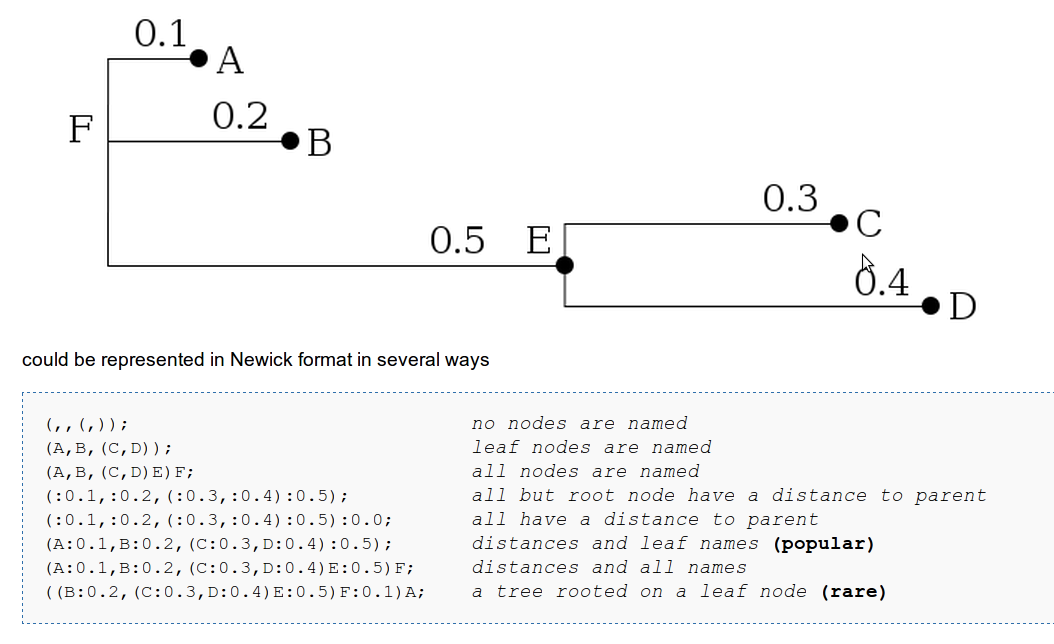 0.1
A
F
0.2
B
0.3
C
0.5 E
0.4
D
could be represented in Newick format in several ways
(,,(,)); no nodes are named
(A,B,(C,D)); leaf nodes are named
(A,B,(C,D)E)F; all nodes are named
(:0.1,:0.2,(:0.3,:0.4):0.5); all but root node have a distance to parent
(:0.1,:0.2,(:0.3,:0.4):0.5):0.0; all have a distance to parent
(A:0.1,B:0.2,(C:0.3,D:0.4):0.5); distances and leaf names (popular)
(A:0.1,B:0.2,(C:0.3,D:0.4)E:0.5)F; distances and all names
((B:0.2,(C:0.3,D:0.4)E:0.5)F:0.1)A; a tree rooted on a leaf node (rare)